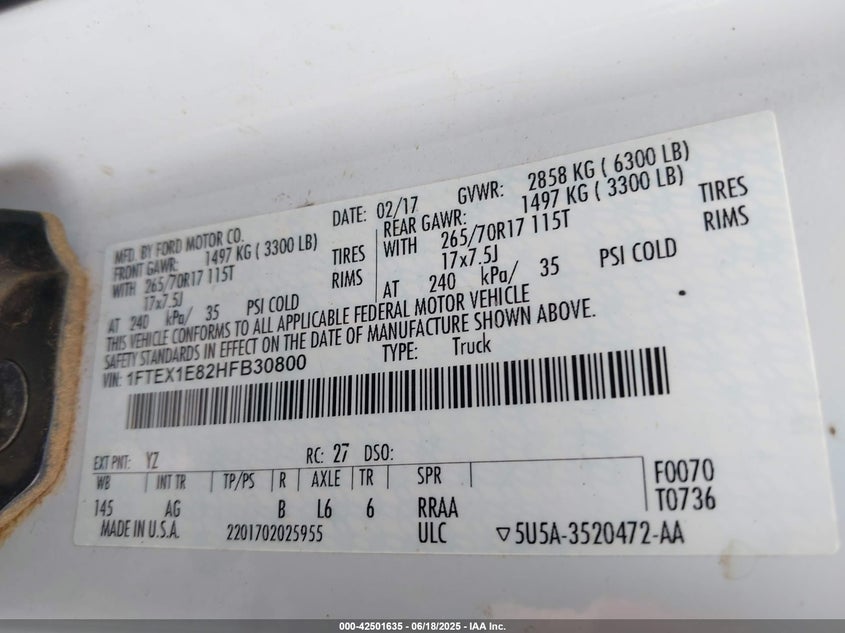 MFD. BY FORD MOTOR CO.
DATE: 02/17
GVWR: 2858 KG ( 6300 LB)
FRONT GAWR: 1497 KG ( 3300 LB)
WITH 265/70R17 115T TIRES
17x7.5J RIMS
AT 240 kPa/ 35 PSI COLD
REAR GAWR: 1497 KG ( 3300 LB)
WITH 265/70R17 115T TIRES
17x7.5J RIMS
AT 240 kPa/ 35 PSI COLD
THIS VEHICLE CONFORMS TO ALL APPLICABLE FEDERAL MOTOR VEHICLE
SAFETY STANDARDS IN EFFECT ON THE DATE OF MANUFACTURE SHOWN ABOVE.
VIN: 1FTEX1E82HFB30800
TYPE: Truck
EXT PNT: YZ RC: 27 DSO:
WB INT TR TP/PS R AXLE TR SPR F0070
145 AG B L6 6 RRAA T0736
MADE IN U.S.A. 2201702025955 ULC ▽5U5A-3520472-AA
000-42501635 - 06/18/2025 - IAA Inc.